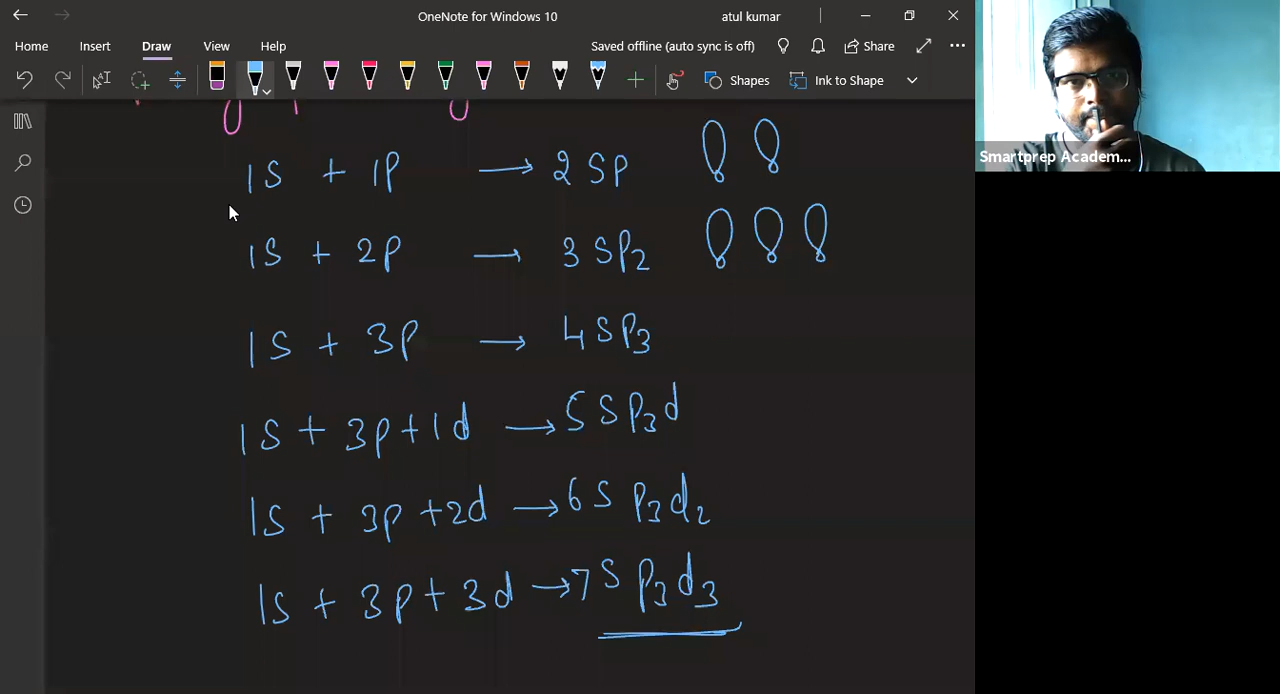 OneNote for Windows 10
atul kumar
Home Insert Draw View Help
Saved offline (auto sync is off)
Share
Shapes
Ink to Shape
Smartprep Academ...
1S + 1P → 2 SP
1S + 2P → 3 SP2
1S + 3P → 4 SP3
1S + 3P + 1d → 5 SP3d
1S + 3P + 2d → 6 S P3d2
1S + 3P + 3d → 7 S P3d3